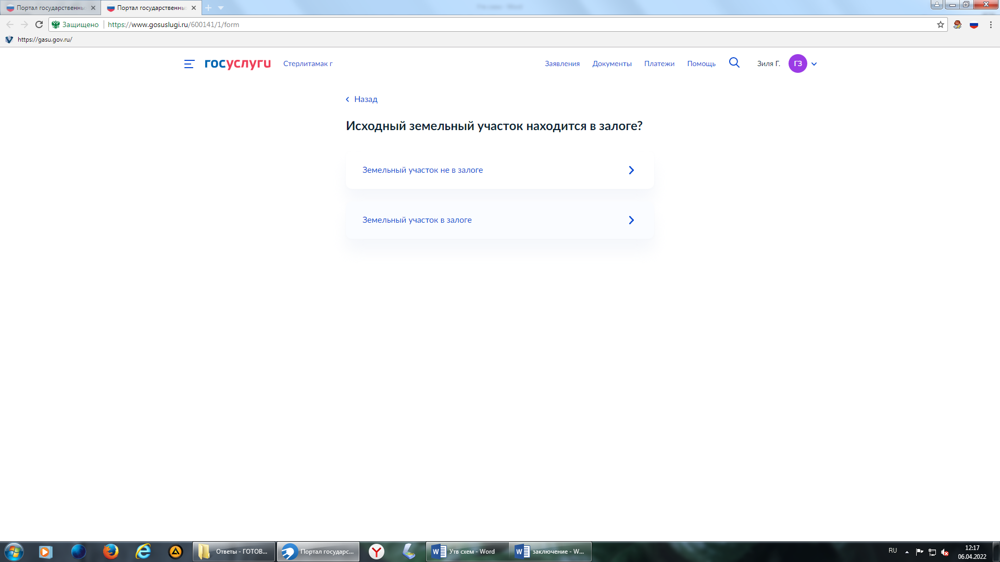 Портал государственны
Портал государственны
Защищено
https://www.gosuslugi.ru/600141/1/form
https://gasu.gov.ru/
госуслуги
Стерлитамак г
Заявления
Документы
Платежи
Помощь
Зиля Г.
ГЗ
Назад
Исходный земельный участок находится в залоге?
Земельный участок не в залоге
Земельный участок в залоге
Ответы - ГОТОВ...
Портал государс...
Утв схем - Word
заключение - W...
RU
12:17
06.04.2022